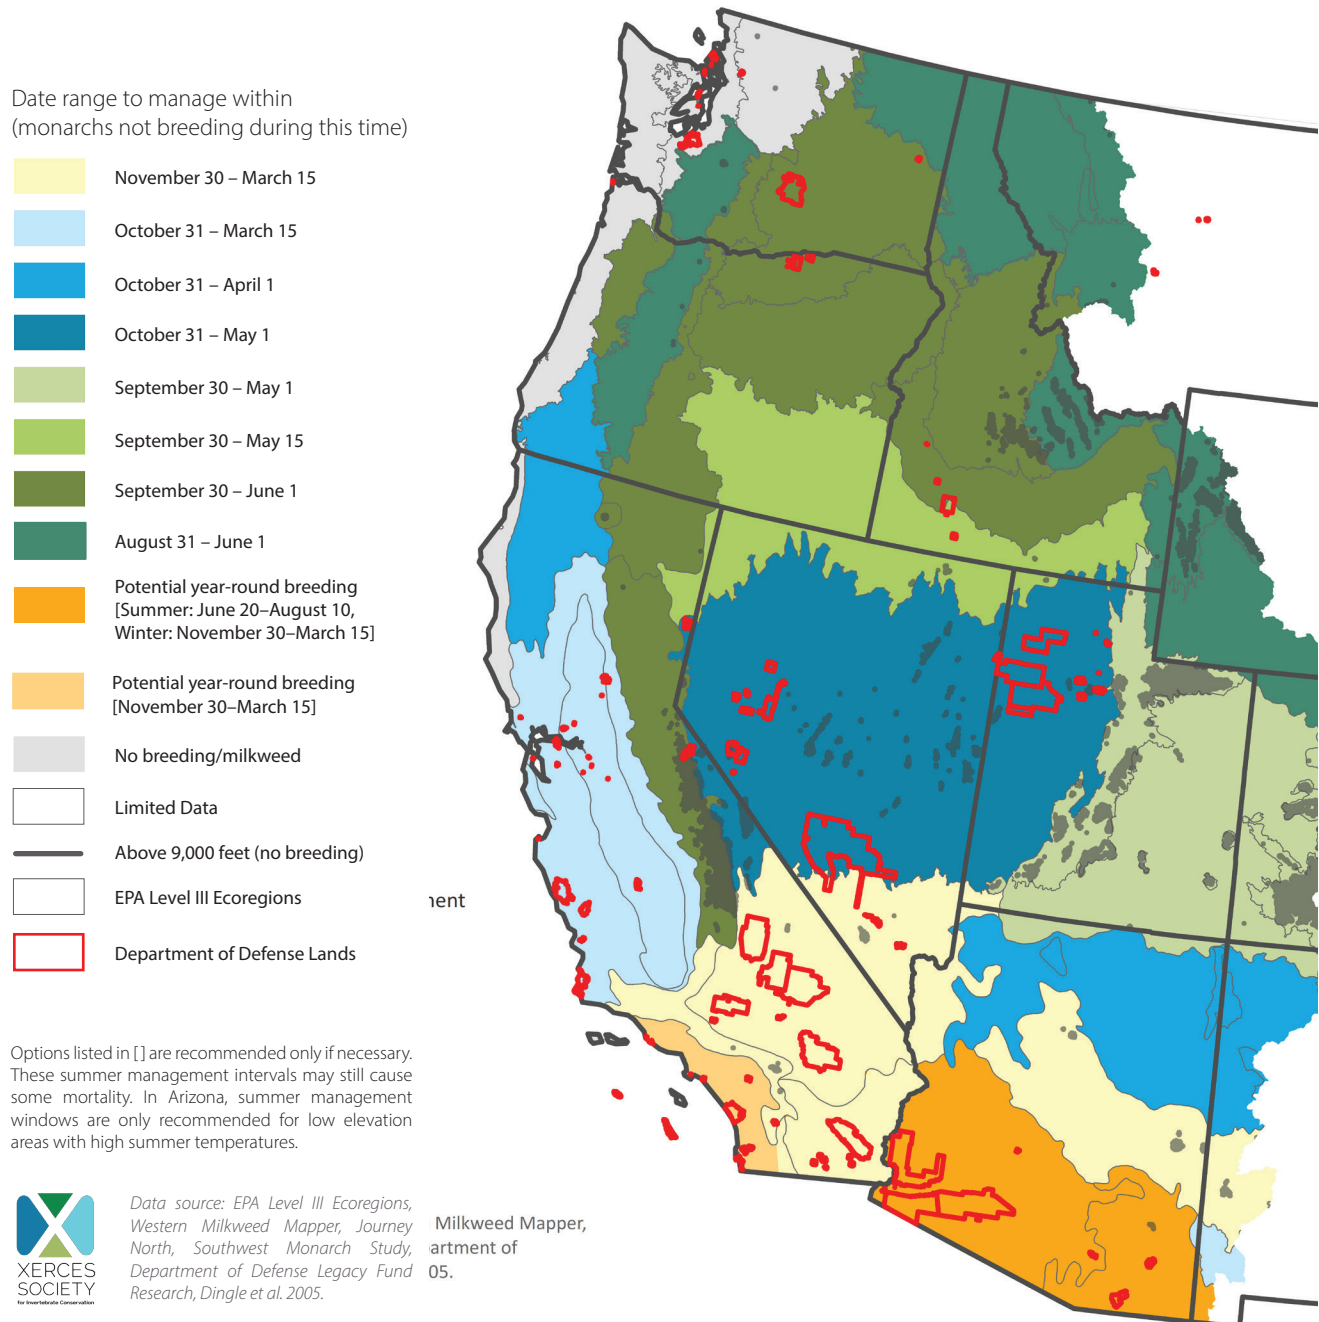 Date range to manage within
(monarchs not breeding during this time)
November 30 – March 15
October 31 – March 15
October 31 – April 1
October 31 – May 1
September 30 – May 1
September 30 – May 15
September 30 – June 1
August 31 – June 1
Potential year-round breeding
[Summer: June 20–August 10,
Winter: November 30–March 15]
Potential year-round breeding
[November 30–March 15]
No breeding/milkweed
Limited Data
Above 9,000 feet (no breeding)
EPA Level III Ecoregions
Department of Defense Lands
Options listed in [ ] are recommended only if necessary.
These summer management intervals may still cause
some mortality. In Arizona, summer management
windows are only recommended for low elevation
areas with high summer temperatures.
XERCES
SOCIETY
for Invertebrate Conservation
Data source: EPA Level III Ecoregions,
Western Milkweed Mapper, Journey
North, Southwest Monarch Study,
Department of Defense Legacy Fund
Research, Dingle et al. 2005.
nent
Milkweed Mapper,
partment of
05.